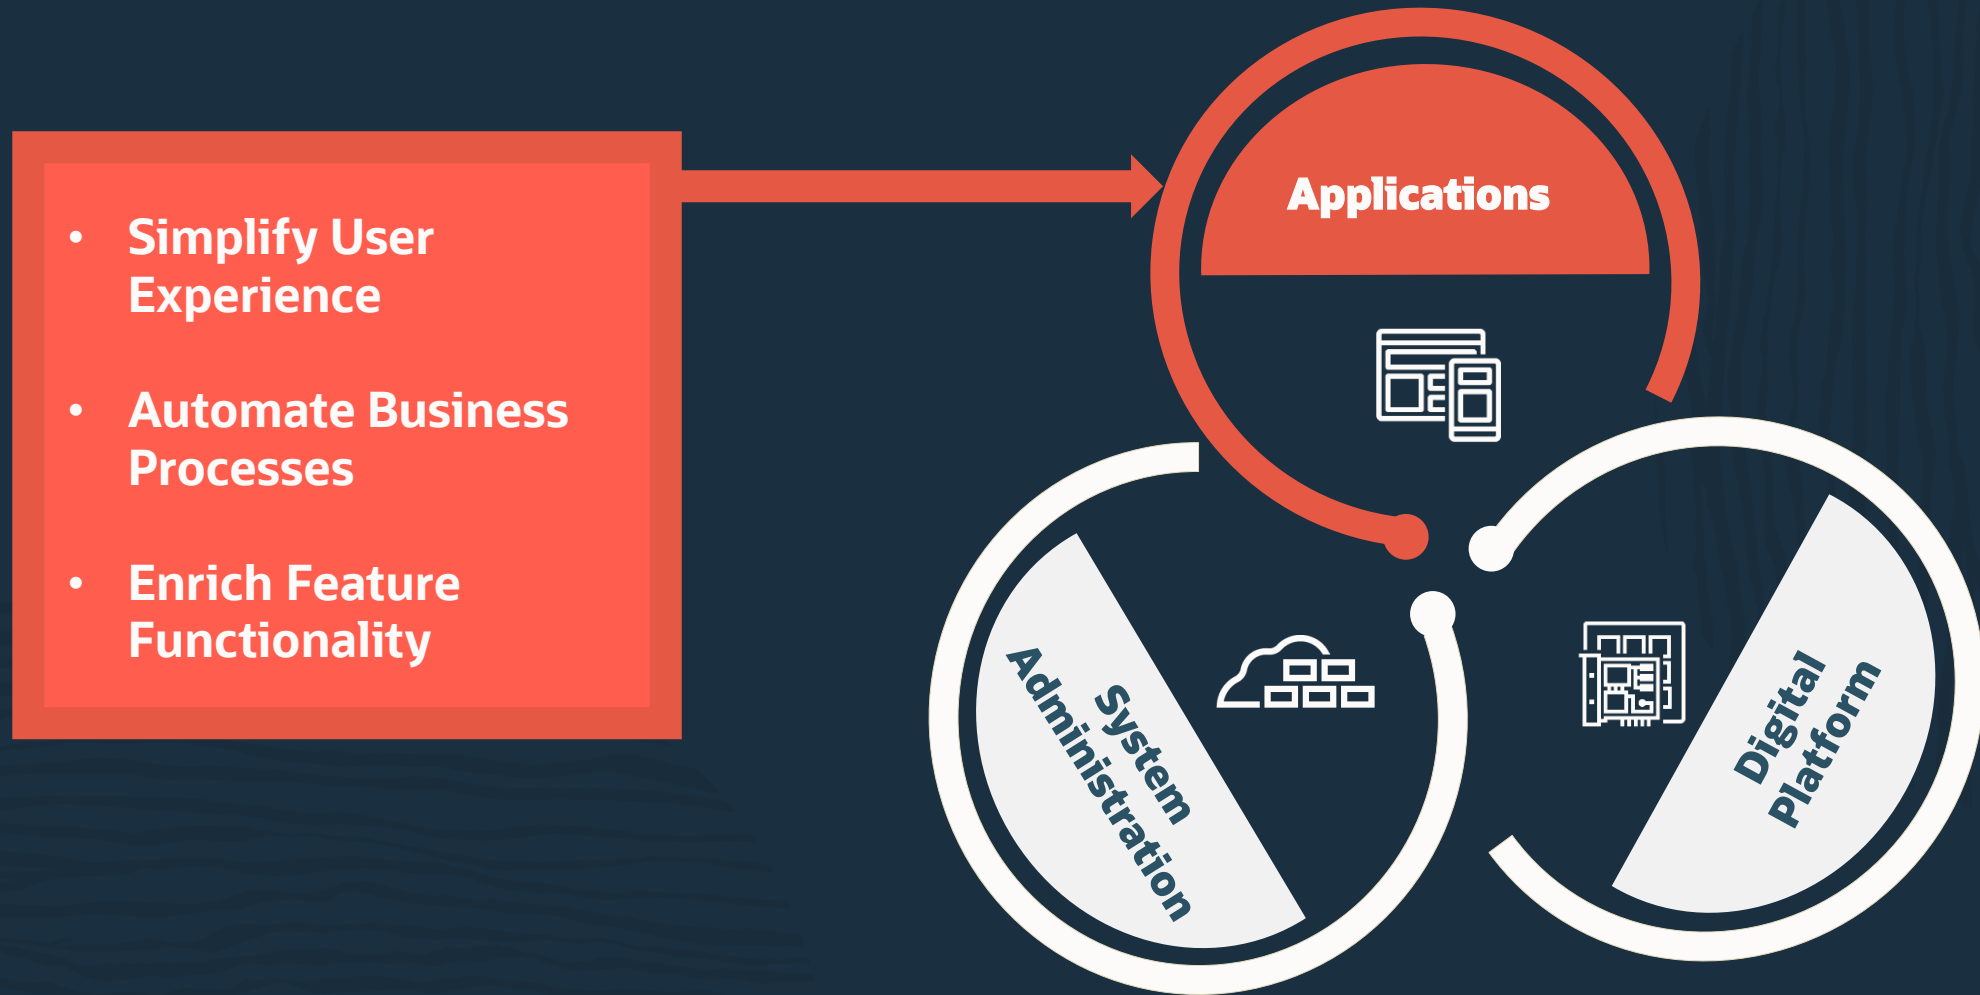 • Simplify User
Experience
• Automate Business
Processes
• Enrich Feature
Functionality
Applications
System
Administration
Digital
Platform